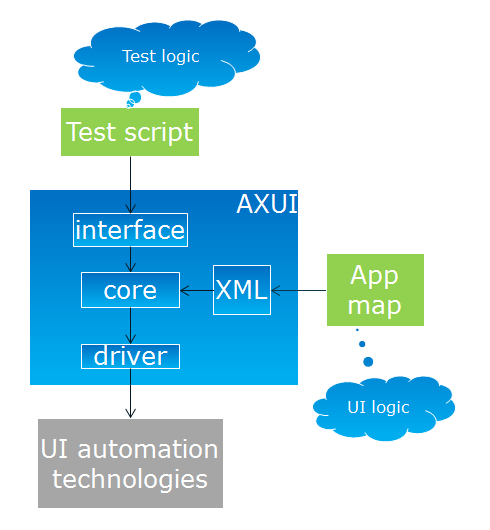 Test logic
Test script
AXUI
interface
core
XML
App
map
driver
UI logic
UI automation
technologies